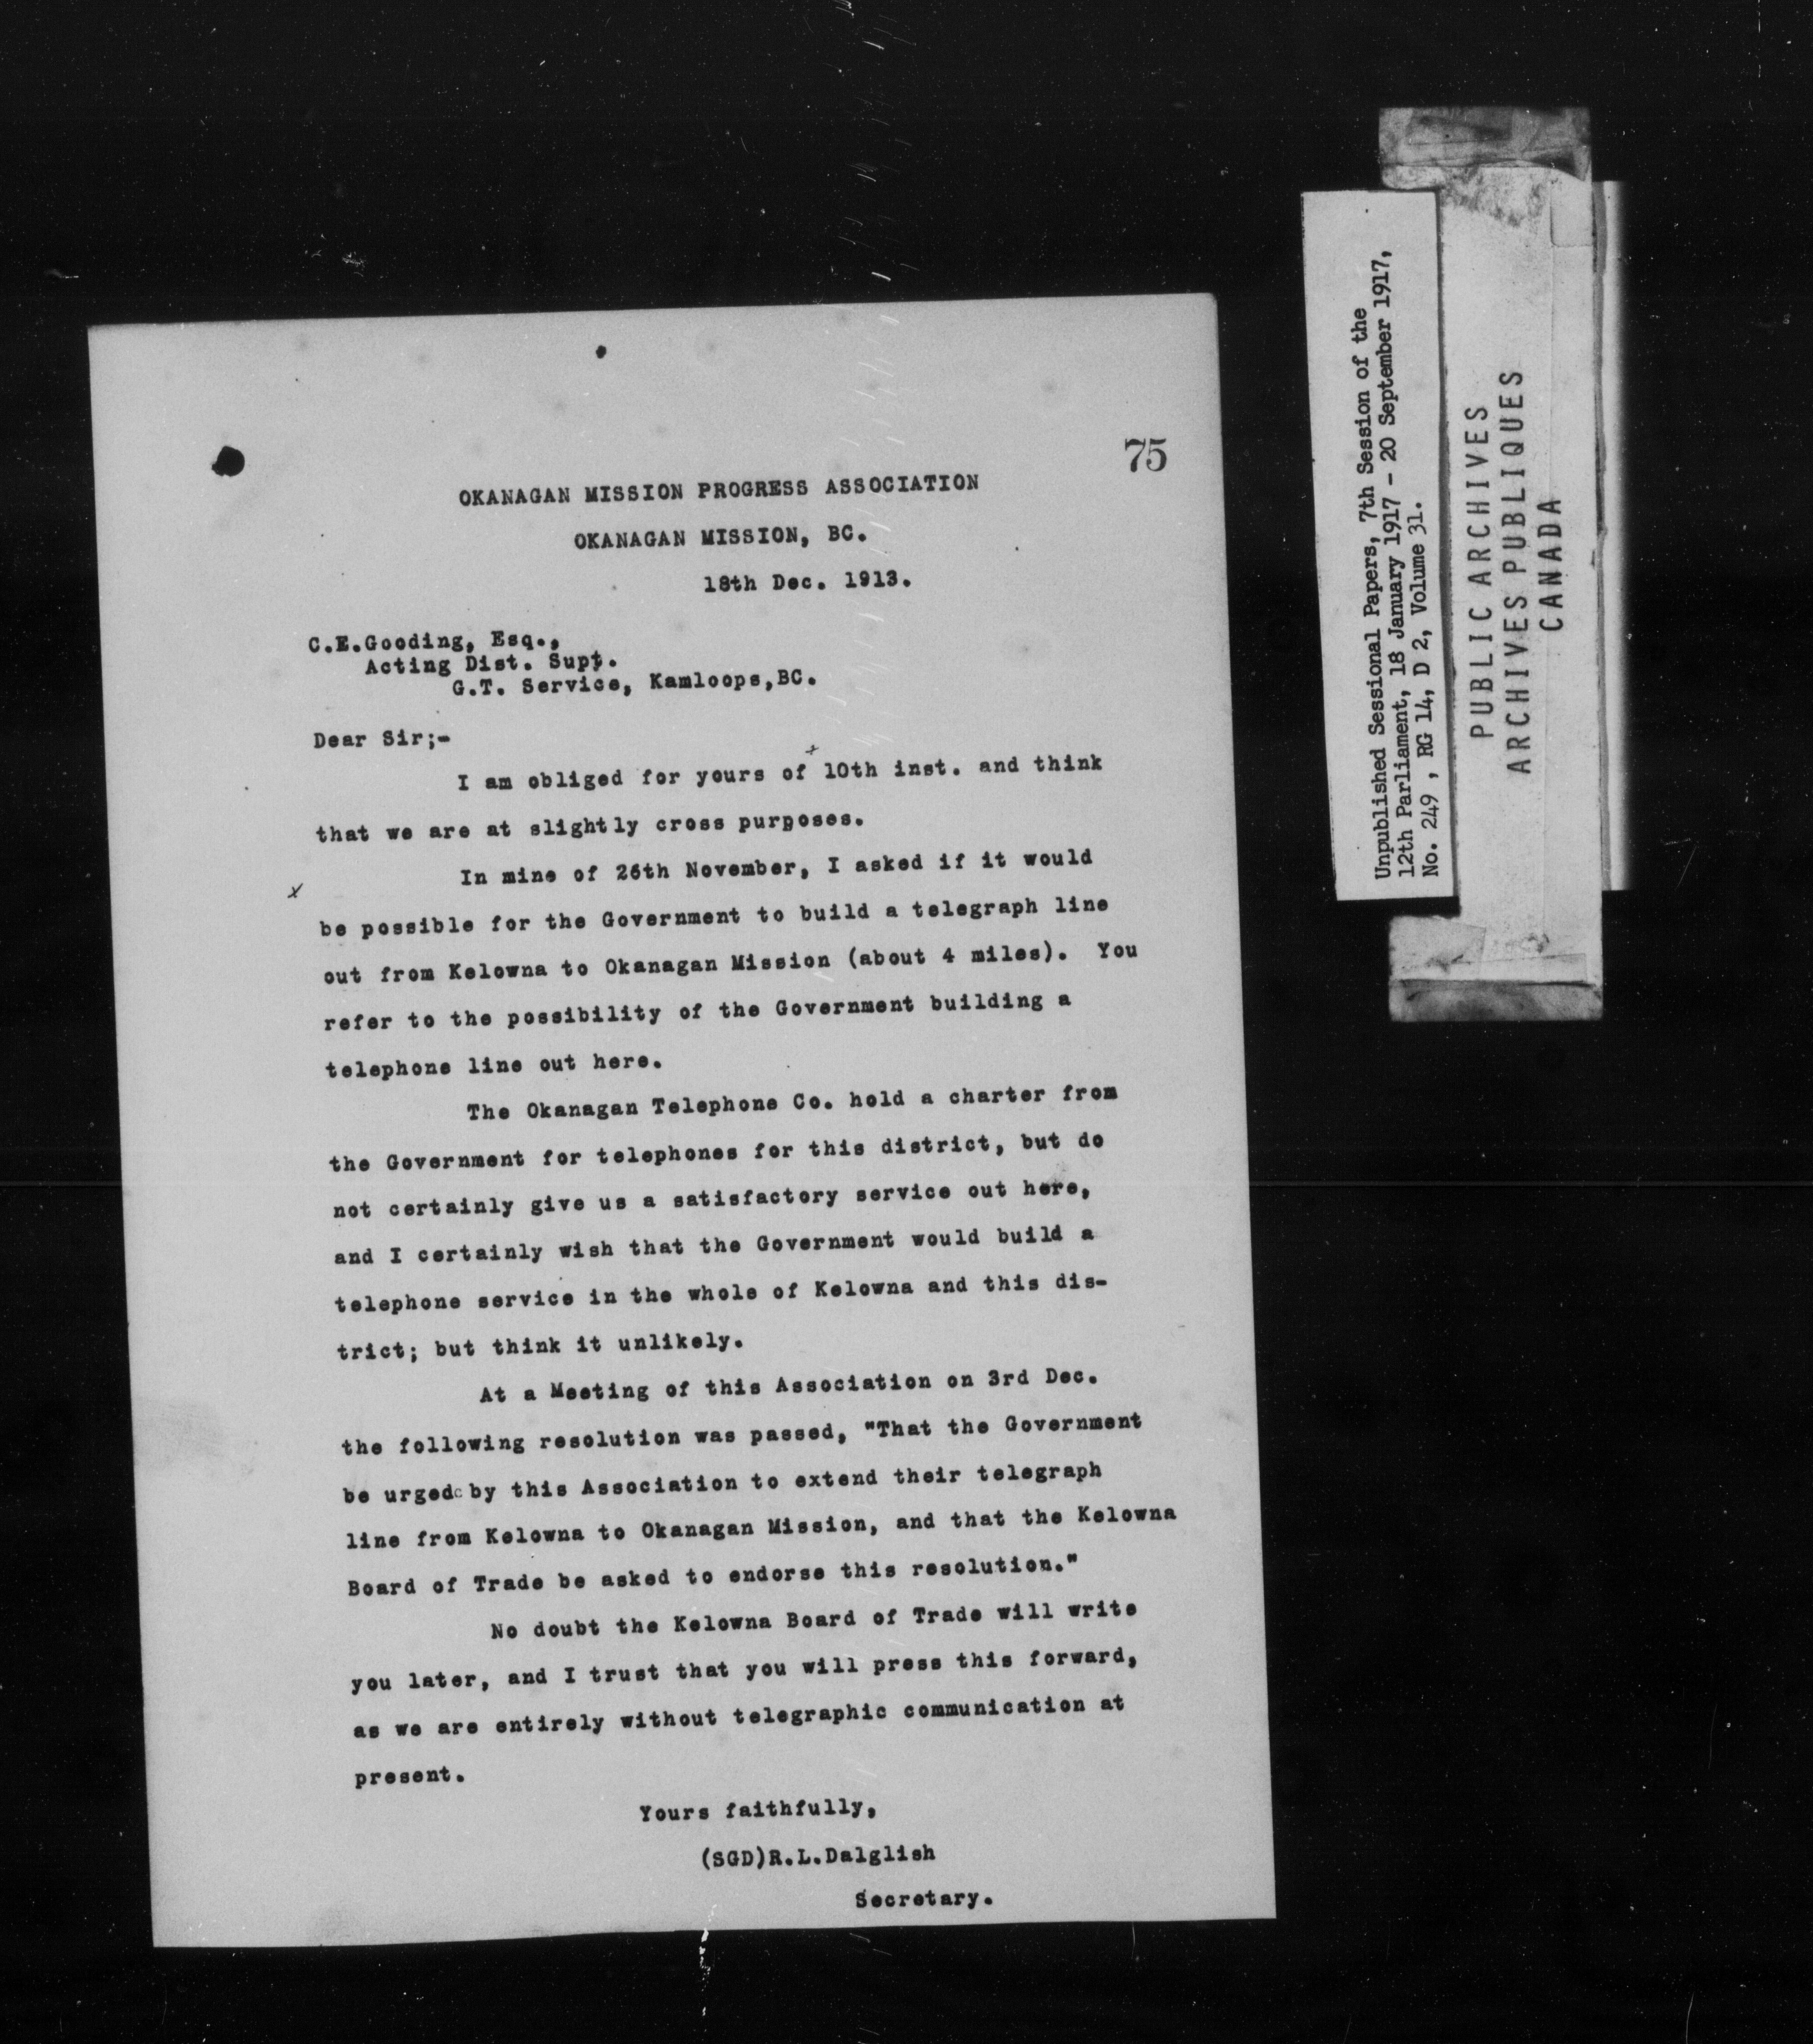 75
OKANAGAN MISSION PROGRESS ASSOCIATION
OKANAGAN MISSION, BC.
18th Dec. 1913.
C.E.Gooding, Esq.,
Acting Dist. Supt.
G.T. Service, Kamloops,BC.
Dear Sir;-
I am obliged for yours of 10th inst. and think
that we are at slightly cross purposes.
In mine of 26th November, I asked if it would
x
be possible for the Government to build a telegraph line
out from Kelowna to Okanagan Mission (about 4 miles). You
refer to the possibility of the Government building a
telephone line out here.
The Okanagan Telephone Co. hold a charter from
the Government for telephones for this district, but do
not certainly give us a satisfactory service out here,
and I certainly wish that the Government would build a
telephone service in the whole of Kelowna and this dis-
trict; but think it unlikely.
At a Meeting of this Association on 3rd Dec.
the following resolution was passed, "That the Government
be urged by this Association to extend their telegraph
line from Kelowna to Okanagan Mission, and that the Kelowna
Board of Trade be asked to endorse this resolution."
No doubt the Kelowna Board of Trade will write
you later, and I trust that you will press this forward,
as we are entirely without telegraphic communication at
present.
Yours faithfully,
(SGD)R.L.Dalglish
Secretary.
Unpublished Sessional Papers, 7th Session of the
12th Parliament, 18 January 1917 - 20 September 1917,
No. 249 , RG 14, D 2, Volume 31.
PUBLIC ARCHIVES
ARCHIVES PUBLIQUES
CANADA